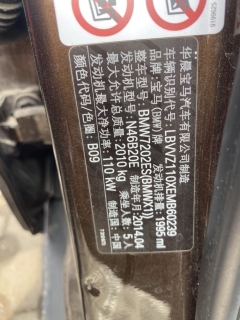 华晨宝马汽车有限公司制造
车辆识别代号: LBVVZ110XEMB60239
品牌: 宝马 (BMW) 牌
整车型号: BMW7202ES(BMWX1)
发动机型号: N46B20E 发动机排量: 1995 ml
最大允许总质量: 2010 kg 乘坐人数: 5人
发动机最大净功率: 110 kW 制造年月: 2014.04
颜色代码/色圈: B09 制造国: 中国